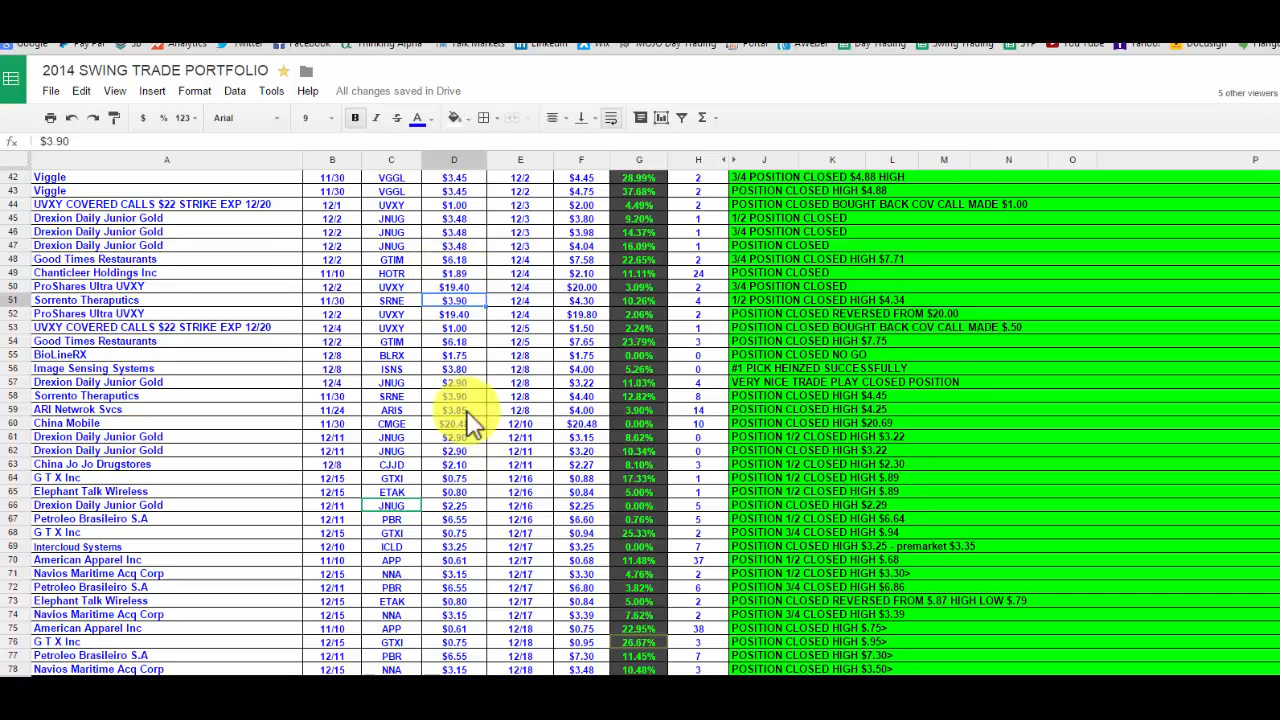 Google PayPal 3D Analytics Twitter Facebook Thinking Alpha Talk Markets LinkedIn Wix MOJO Day Trading Portal AWeber Day Trading Swing Trading STP You Tube Yahoo! Docusign
2014 SWING TRADE PORTFOLIO
File Edit View Insert Format Data Tools Help All changes saved in Drive 5 other viewers
$ % 123 Arial 9 B I S A Σ
fx $3.90
A B C D E F G H J K L M N O P
42 Viggle 11/30 VGGL $3.45 12/2 $4.45 28.99% 2 3/4 POSITION CLOSED $4.88 HIGH
43 Viggle 11/30 VGGL $3.45 12/2 $4.75 37.68% 2 POSITION CLOSED HIGH $4.88
44 UVXY COVERED CALLS $22 STRIKE EXP 12/20 12/1 UVXY $1.00 12/3 $2.00 4.49% 2 POSITION CLOSED BOUGHT BACK COV CALL MADE $1.00
45 Drexion Daily Junior Gold 12/2 JNUG $3.48 12/3 $3.80 9.20% 1 1/2 POSITION CLOSED
46 Drexion Daily Junior Gold 12/2 JNUG $3.48 12/3 $3.98 14.37% 1 3/4 POSITION CLOSED
47 Drexion Daily Junior Gold 12/2 JNUG $3.48 12/3 $4.04 16.09% 1 POSITION CLOSED
48 Good Times Restaurants 12/2 GTIM $6.18 12/4 $7.58 22.65% 2 3/4 POSITION CLOSED HIGH $7.71
49 Chanticleer Holdings Inc 11/10 HOTR $1.89 12/4 $2.10 11.11% 24 POSITION CLOSED
50 ProShares Ultra UVXY 12/2 UVXY $19.40 12/4 $20.00 3.09% 2 3/4 POSITION CLOSED
51 Sorrento Theraputics 11/30 SRNE $3.90 12/4 $4.30 10.26% 4 1/2 POSITION CLOSED HIGH $4.34
52 ProShares Ultra UVXY 12/2 UVXY $19.40 12/4 $19.80 2.06% 2 POSITION CLOSED REVERSED FROM $20.00
53 UVXY COVERED CALLS $22 STRIKE EXP 12/20 12/4 UVXY $1.00 12/5 $1.50 2.24% 1 POSITION CLOSED BOUGHT BACK COV CALL MADE $.50
54 Good Times Restaurants 12/2 GTIM $6.18 12/5 $7.65 23.79% 3 POSITION CLOSED HIGH $7.75
55 BioLineRX 12/8 BLRX $1.75 12/8 $1.75 0.00% 0 POSITION CLOSED NO GO
56 Image Sensing Systems 12/8 ISNS $3.80 12/8 $4.00 5.26% 0 #1 PICK HEINZED SUCCESSFULLY
57 Drexion Daily Junior Gold 12/4 JNUG $2.90 12/8 $3.22 11.03% 4 VERY NICE TRADE PLAY CLOSED POSITION
58 Sorrento Theraputics 11/30 SRNE $3.90 12/8 $4.40 12.82% 8 POSITION CLOSED HIGH $4.45
59 ARI Netwrok Svcs 11/24 ARIS $3.85 12/8 $4.00 3.90% 14 POSITION CLOSED HIGH $4.25
60 China Mobile 11/30 CMGE $20.48 12/10 $20.48 0.00% 10 POSITION CLOSED HIGH $20.69
61 Drexion Daily Junior Gold 12/11 JNUG $2.90 12/11 $3.15 8.62% 0 POSITION 1/2 CLOSED HIGH $3.22
62 Drexion Daily Junior Gold 12/11 JNUG $2.90 12/11 $3.20 10.34% 0 POSITION CLOSED HIGH $3.22
63 China Jo Jo Drugstores 12/8 CJJD $2.10 12/11 $2.27 8.10% 3 POSITION 1/2 CLOSED HIGH $2.30
64 G T X Inc 12/15 GTXI $0.75 12/16 $0.88 17.33% 1 POSITION 1/2 CLOSED HIGH $.89
65 Elephant Talk Wireless 12/15 ETAK $0.80 12/16 $0.84 5.00% 1 POSITION 1/2 CLOSED HIGH $.89
66 Drexion Daily Junior Gold 12/11 JNUG $2.25 12/16 $2.25 0.00% 5 POSITION CLOSED HIGH $2.29
67 Petroleo Brasileiro S.A 12/11 PBR $6.55 12/16 $6.60 0.76% 5 POSITION 1/2 CLOSED HIGH $6.64
68 G T X Inc 12/15 GTXI $0.75 12/17 $0.94 25.33% 2 POSITION 3/4 CLOSED HIGH $.94
69 Intercloud Systems 12/10 ICLD $3.25 12/17 $3.25 0.00% 7 POSITION CLOSED HIGH $3.25 - premarket $3.35
70 American Apparel Inc 11/10 APP $0.61 12/17 $0.68 11.48% 37 POSITION 1/2 CLOSED HIGH $.68
71 Navios Maritime Acq Corp 12/15 NNA $3.15 12/17 $3.30 4.76% 2 POSITION 1/2 CLOSED HIGH $3.30>
72 Petroleo Brasileiro S.A 12/11 PBR $6.55 12/17 $6.80 3.82% 6 POSITION 3/4 CLOSED HIGH $6.86
73 Elephant Talk Wireless 12/15 ETAK $0.80 12/17 $0.84 5.00% 2 POSITION CLOSED REVERSED FROM $.87 HIGH LOW $.79
74 Navios Maritime Acq Corp 12/15 NNA $3.15 12/17 $3.39 7.62% 2 POSITION 3/4 CLOSED HIGH $3.39
75 American Apparel Inc 11/10 APP $0.61 12/18 $0.75 22.95% 38 POSITION CLOSED HIGH $.75>
76 G T X Inc 12/15 GTXI $0.75 12/18 $0.95 26.67% 3 POSITION CLOSED HIGH $.95>
77 Petroleo Brasileiro S.A 12/11 PBR $6.55 12/18 $7.30 11.45% 7 POSITION CLOSED HIGH $7.30>
78 Navios Maritime Acq Corp 12/15 NNA $3.15 12/18 $3.48 10.48% 3 POSITION CLOSED HIGH $3.50>